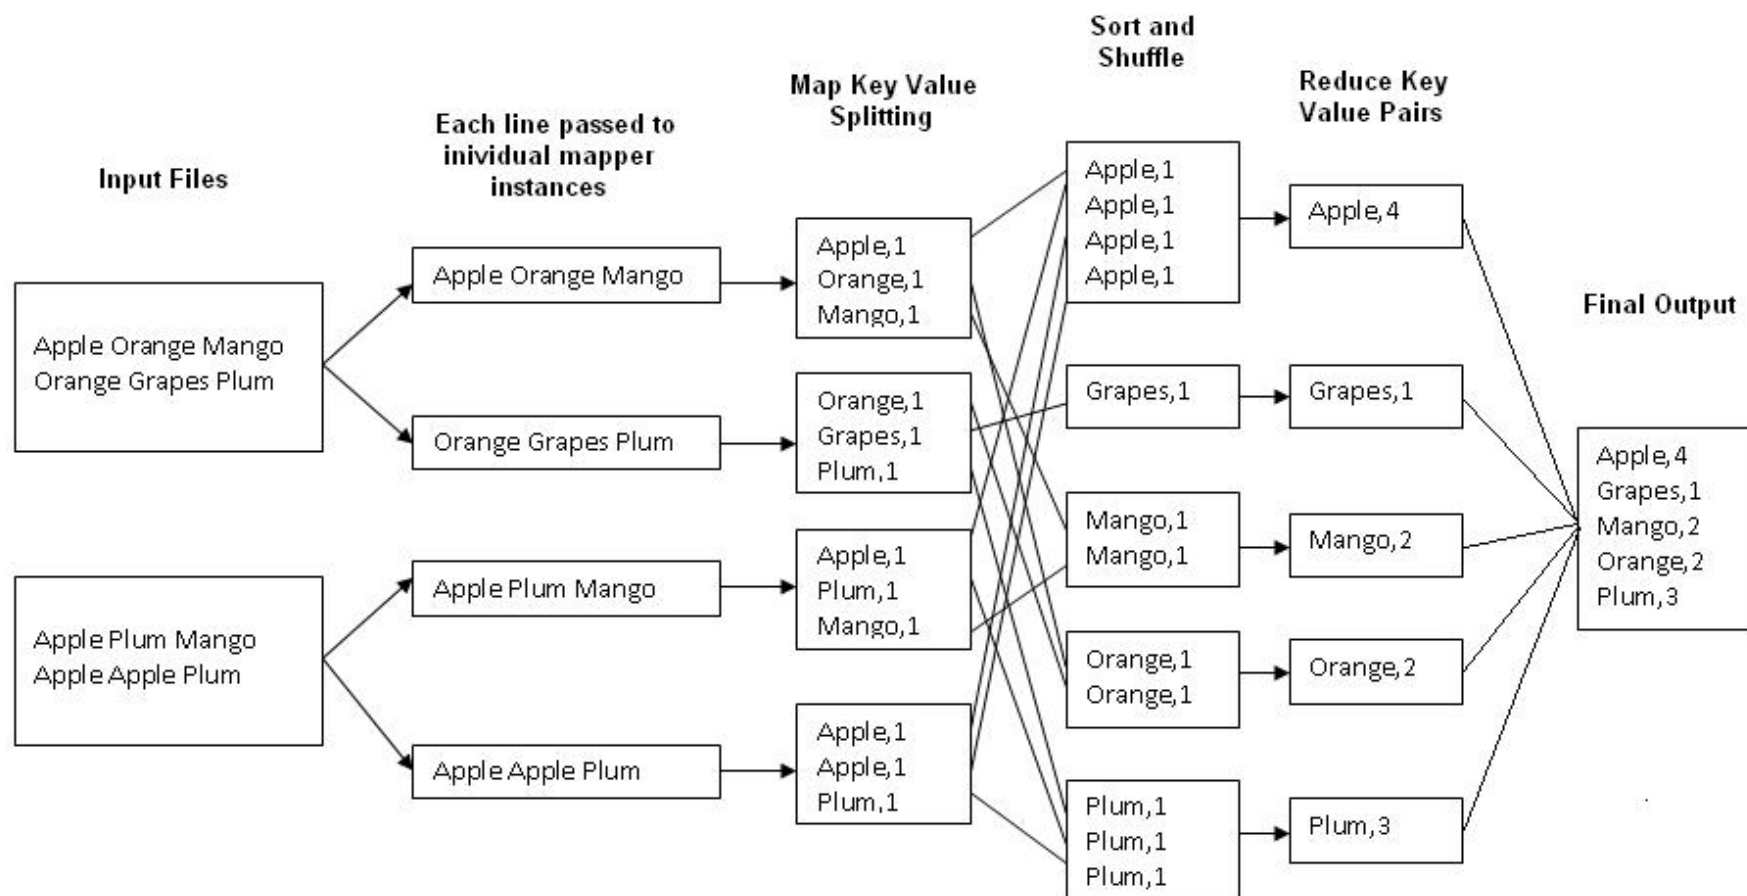 Input Files
Apple Orange Mango
Orange Grapes Plum
Apple Plum Mango
Apple Apple Plum
Each line passed to
inividual mapper
instances
Apple Orange Mango
Orange Grapes Plum
Apple Plum Mango
Apple Apple Plum
Map Key Value
Splitting
Apple,1
Orange,1
Mango,1
Orange,1
Grapes,1
Plum,1
Apple,1
Plum,1
Mango,1
Apple,1
Apple,1
Plum,1
Sort and
Shuffle
Apple,1
Apple,1
Apple,1
Apple,1
Grapes,1
Mango,1
Mango,1
Orange,1
Orange,1
Plum,1
Plum,1
Plum,1
Reduce Key
Value Pairs
Apple,4
Grapes,1
Mango,2
Orange,2
Plum,3
Final Output
Apple,4
Grapes,1
Mango,2
Orange,2
Plum,3